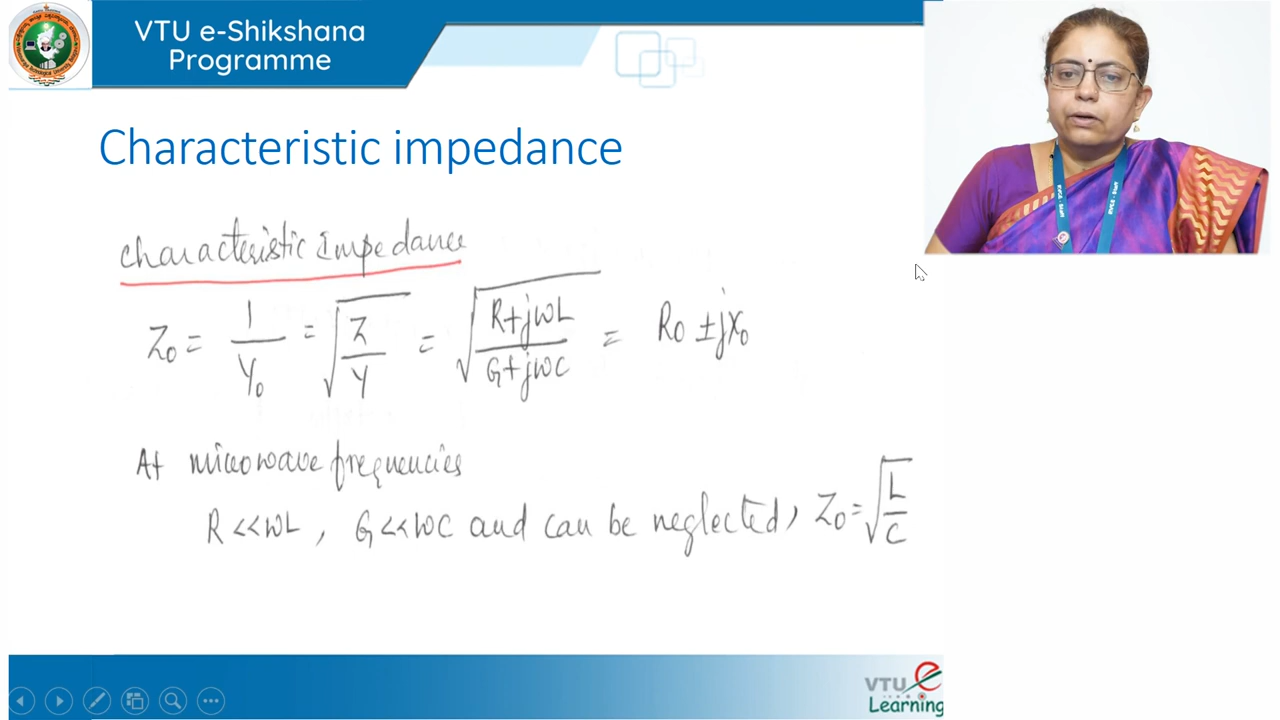 VTU e-Shikshana
Programme
Characteristic impedance
characteristic Impedance
Z₀ = 1/Y₀ = √(Z/Y) = √((R+jωL)/(G+jωC)) = R₀ ± jX₀
At microwave frequencies
R<<ωL, G<<ωC and can be neglected, Z₀=√(L/C)
VTU e
Learning